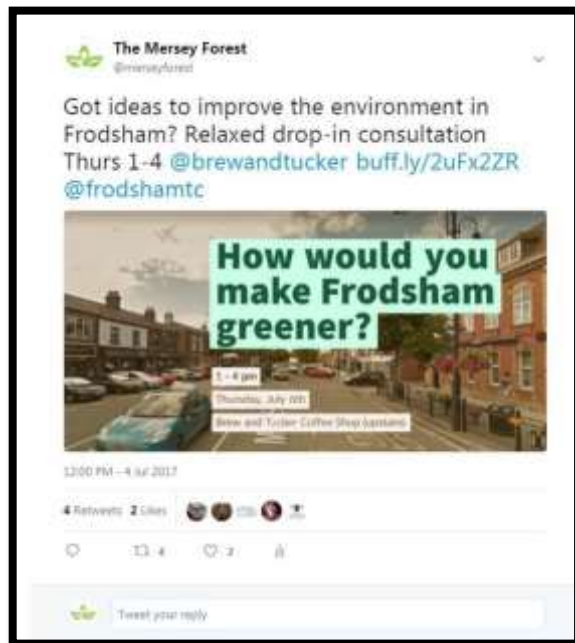 The Mersey Forest
@merseyforest
Got ideas to improve the environment in
Frodsham? Relaxed drop-in consultation
Thurs 1-4 @brewandtucker buff.ly/2uFx2ZR
@frodshamtc
How would you
make Frodsham
greener?
1 - 4 pm
Thursday, July 6th
Brew and Tucker Coffee Shop (upstairs)
12:00 PM - 4 Jul 2017
4 Retweets 2 Likes
4 2
Tweet your reply